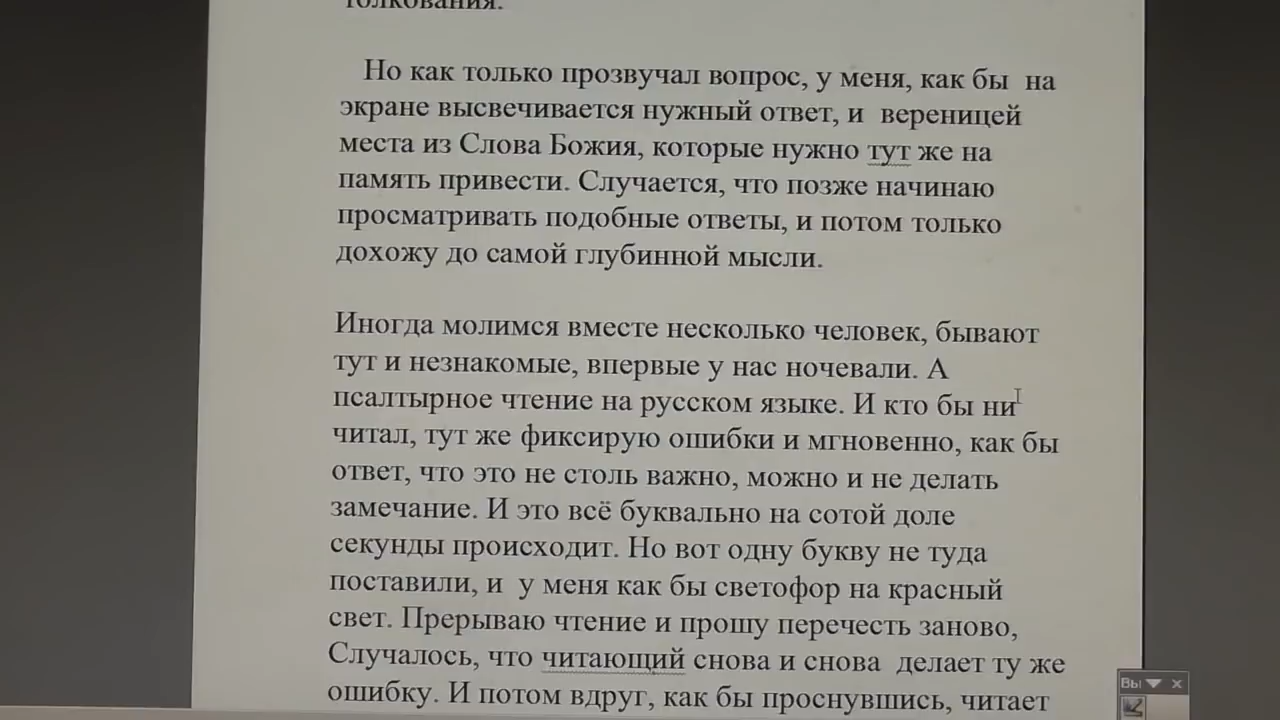 толкования.
Но как только прозвучал вопрос, у меня, как бы на
экране высвечивается нужный ответ, и вереницей
места из Слова Божия, которые нужно тут же на
память привести. Случается, что позже начинаю
просматривать подобные ответы, и потом только
дохожу до самой глубинной мысли.
Иногда молимся вместе несколько человек, бывают
тут и незнакомые, впервые у нас ночевали. А
псалтырное чтение на русском языке. И кто бы ни
читал, тут же фиксирую ошибки и мгновенно, как бы
ответ, что это не столь важно, можно и не делать
замечание. И это всё буквально на сотой доле
секунды происходит. Но вот одну букву не туда
поставили, и у меня как бы светофор на красный
свет. Прерываю чтение и прошу перечесть заново,
Случалось, что читающий снова и снова делает ту же
ошибку. И потом вдруг, как бы проснувшись, читает
Вы